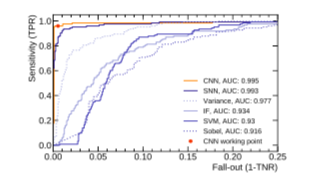 Sensitivity (TPR)
1.0
0.8
0.6
0.4
0.2
0.0
CNN, AUC: 0.995
SNN, AUC: 0.993
Variance, AUC: 0.977
IF, AUC: 0.934
SVM, AUC: 0.93
Sobel, AUC: 0.916
CNN working point
0.00 0.05 0.10 0.15 0.20 0.25
Fall-out (1-TNR)